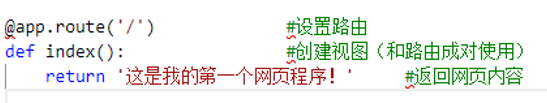 @app.route('/') #设置路由
def index(): #创建视图（和路由成对使用）
return '这是我的第一个网页程序！' #返回网页内容